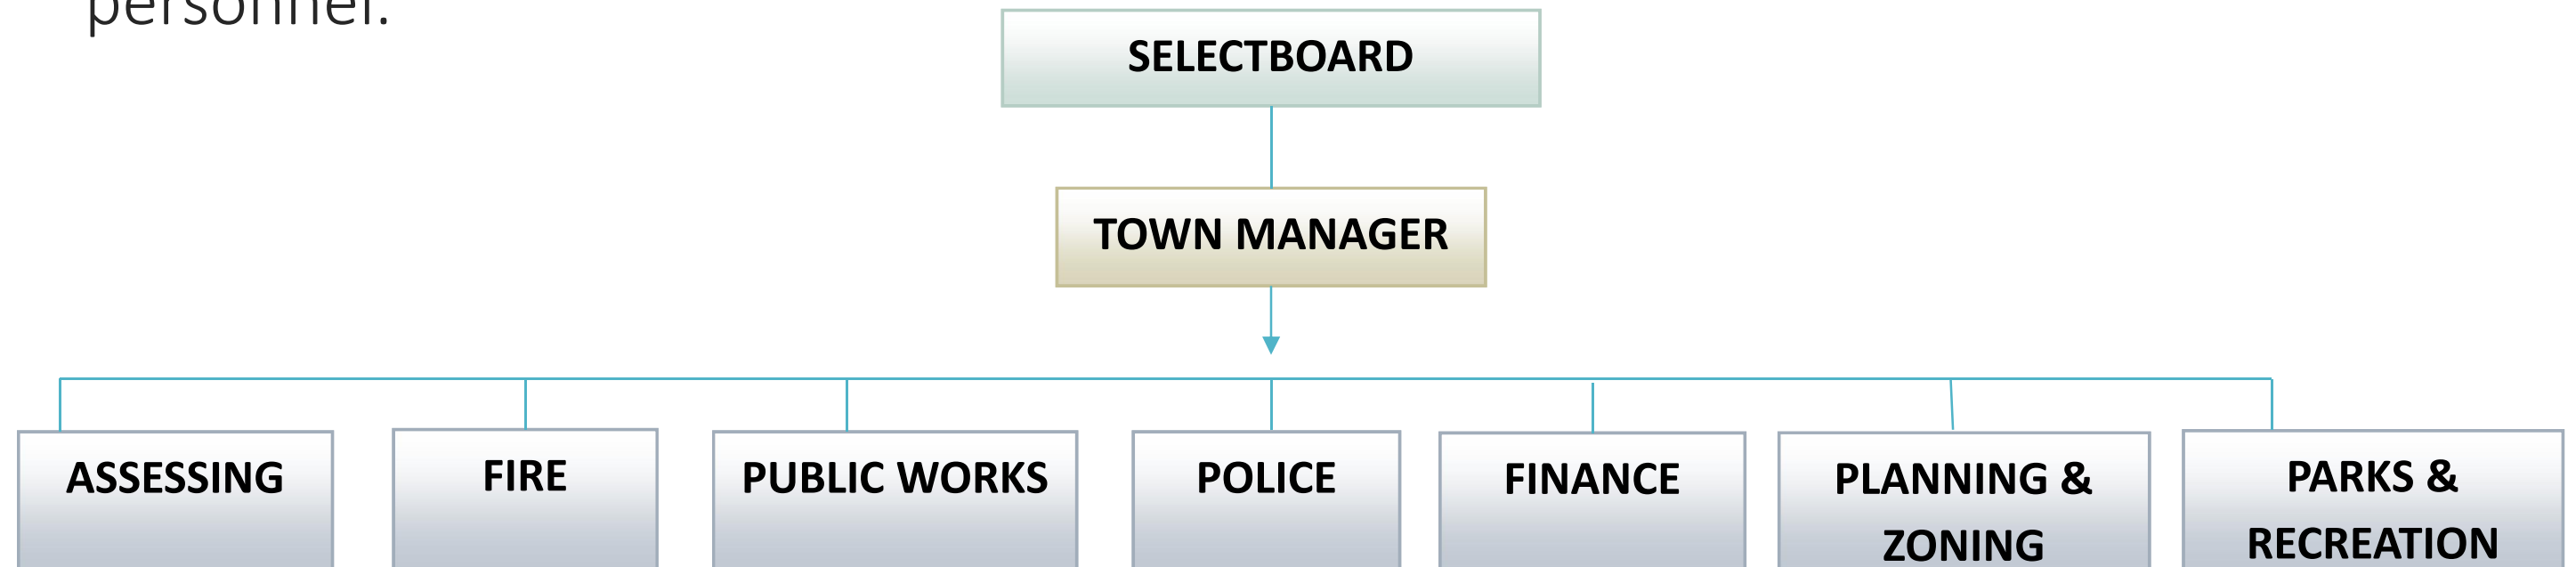 personnel.
SELECTBOARD
TOWN MANAGER
ASSESSING
FIRE
PUBLIC WORKS
POLICE
FINANCE
PLANNING &
ZONING
PARKS &
RECREATION